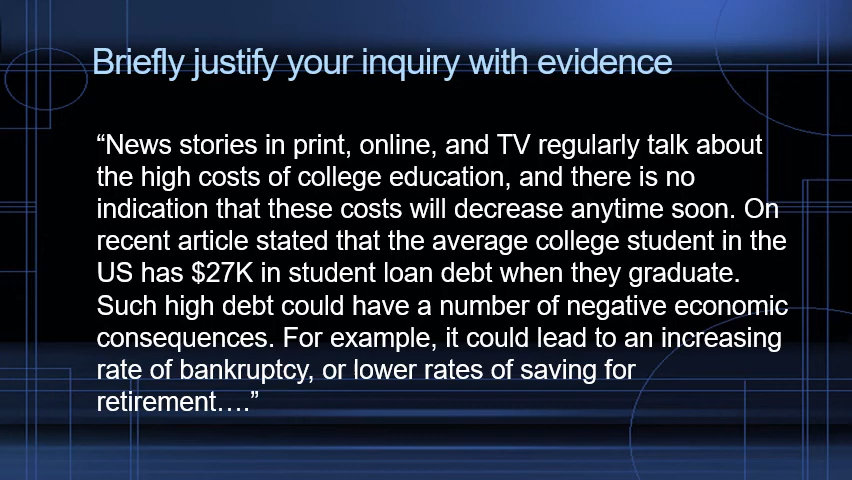 Briefly justify your inquiry with evidence
“News stories in print, online, and TV regularly talk about
the high costs of college education, and there is no
indication that these costs will decrease anytime soon. On
recent article stated that the average college student in the
US has $27K in student loan debt when they graduate.
Such high debt could have a number of negative economic
consequences. For example, it could lead to an increasing
rate of bankruptcy, or lower rates of saving for
retirement….”